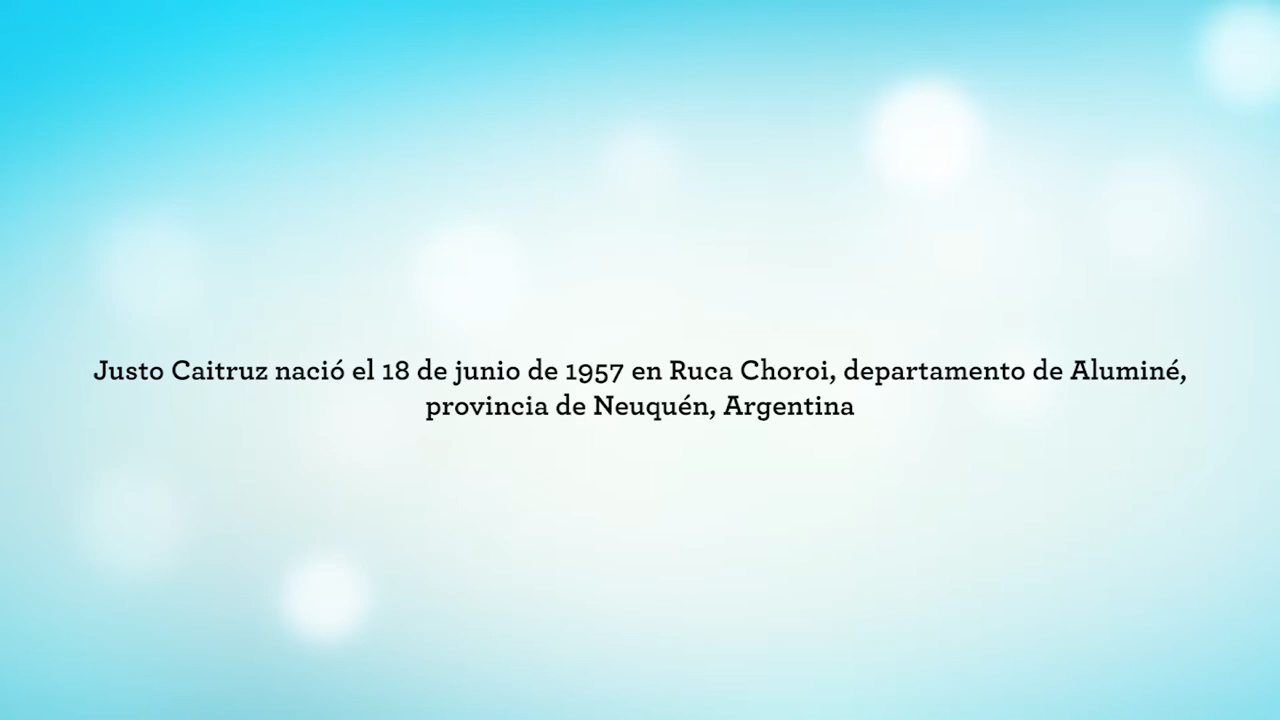 Justo Caitruz nació el 18 de junio de 1957 en Ruca Choroi, departamento de Aluminé,
provincia de Neuquén, Argentina